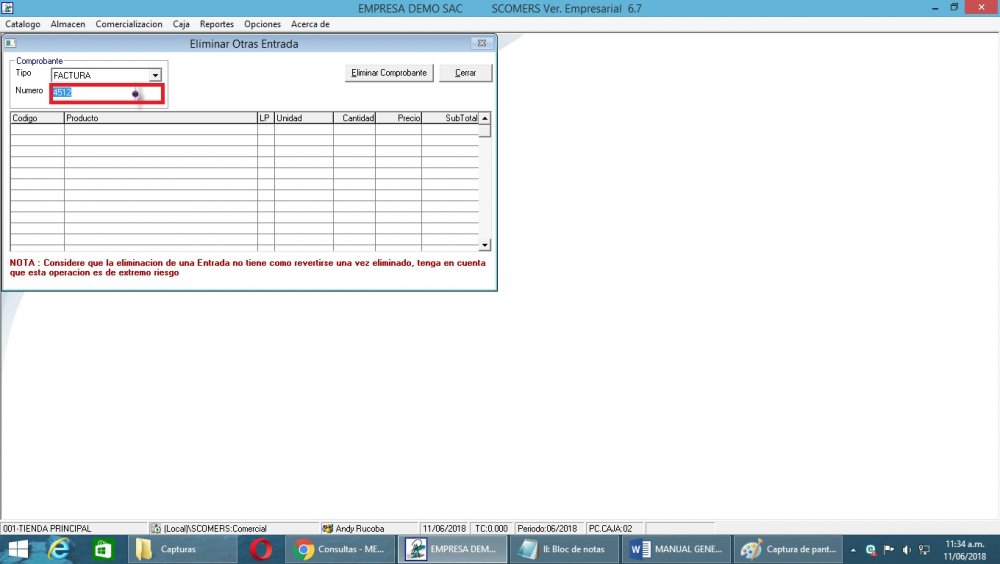 EMPRESA DEMO SAC SCOMERS Ver. Empresarial 6.7
Catalogo Almacen Comercializacion Caja Reportes Opciones Acerca de
Eliminar Otras Entrada
Comprobante
Tipo FACTURA Eliminar Comprobante Cerrar
Numero 4512
Codigo Producto LP Unidad Cantidad Precio SubTotal
NOTA : Considere que la eliminacion de una Entrada no tiene como revertirse una vez eliminado, tenga en cuenta
que esta operacion es de extremo riesgo
001-TIENDA PRINCIPAL (Local)\SCOMERS:Comercial Andy Rucoba 11/06/2018 TC:0.000 Periodo:06/2018 PC.CAJA:02
Capturas Consultas - ME... EMPRESA DEM... II: Bloc de notas MANUAL GENE... Captura de pant... 11:34 a.m.
11/06/2018